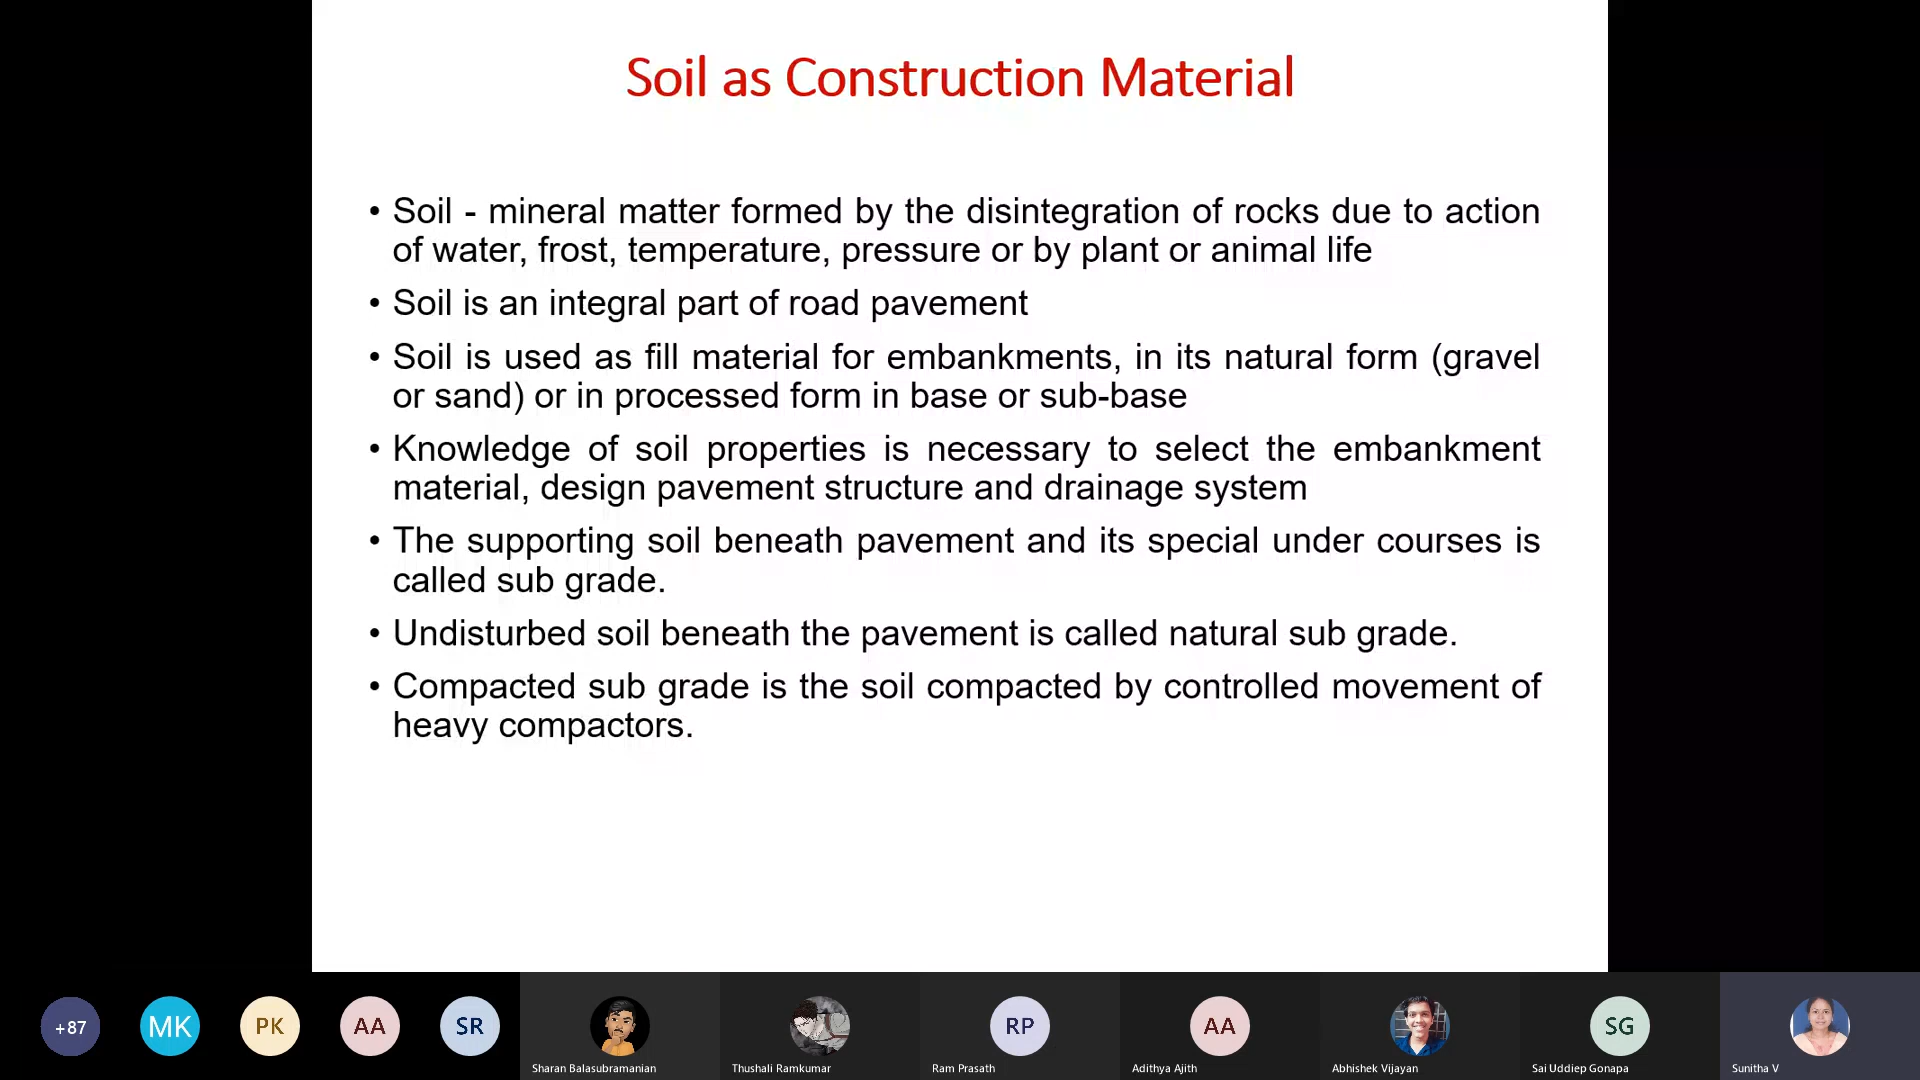 Soil as Construction Material
• Soil - mineral matter formed by the disintegration of rocks due to action
of water, frost, temperature, pressure or by plant or animal life
• Soil is an integral part of road pavement
• Soil is used as fill material for embankments, in its natural form (gravel
or sand) or in processed form in base or sub-base
• Knowledge of soil properties is necessary to select the embankment
material, design pavement structure and drainage system
• The supporting soil beneath pavement and its special under courses is
called sub grade.
• Undisturbed soil beneath the pavement is called natural sub grade.
• Compacted sub grade is the soil compacted by controlled movement of
heavy compactors.
+87 MK PK AA SR RP AA SG
Sharan Balasubramanian Thushali Ramkumar Ram Prasath Adithya Ajith Abhishek Vijayan Sai Uddiep Gonapa Sunitha V